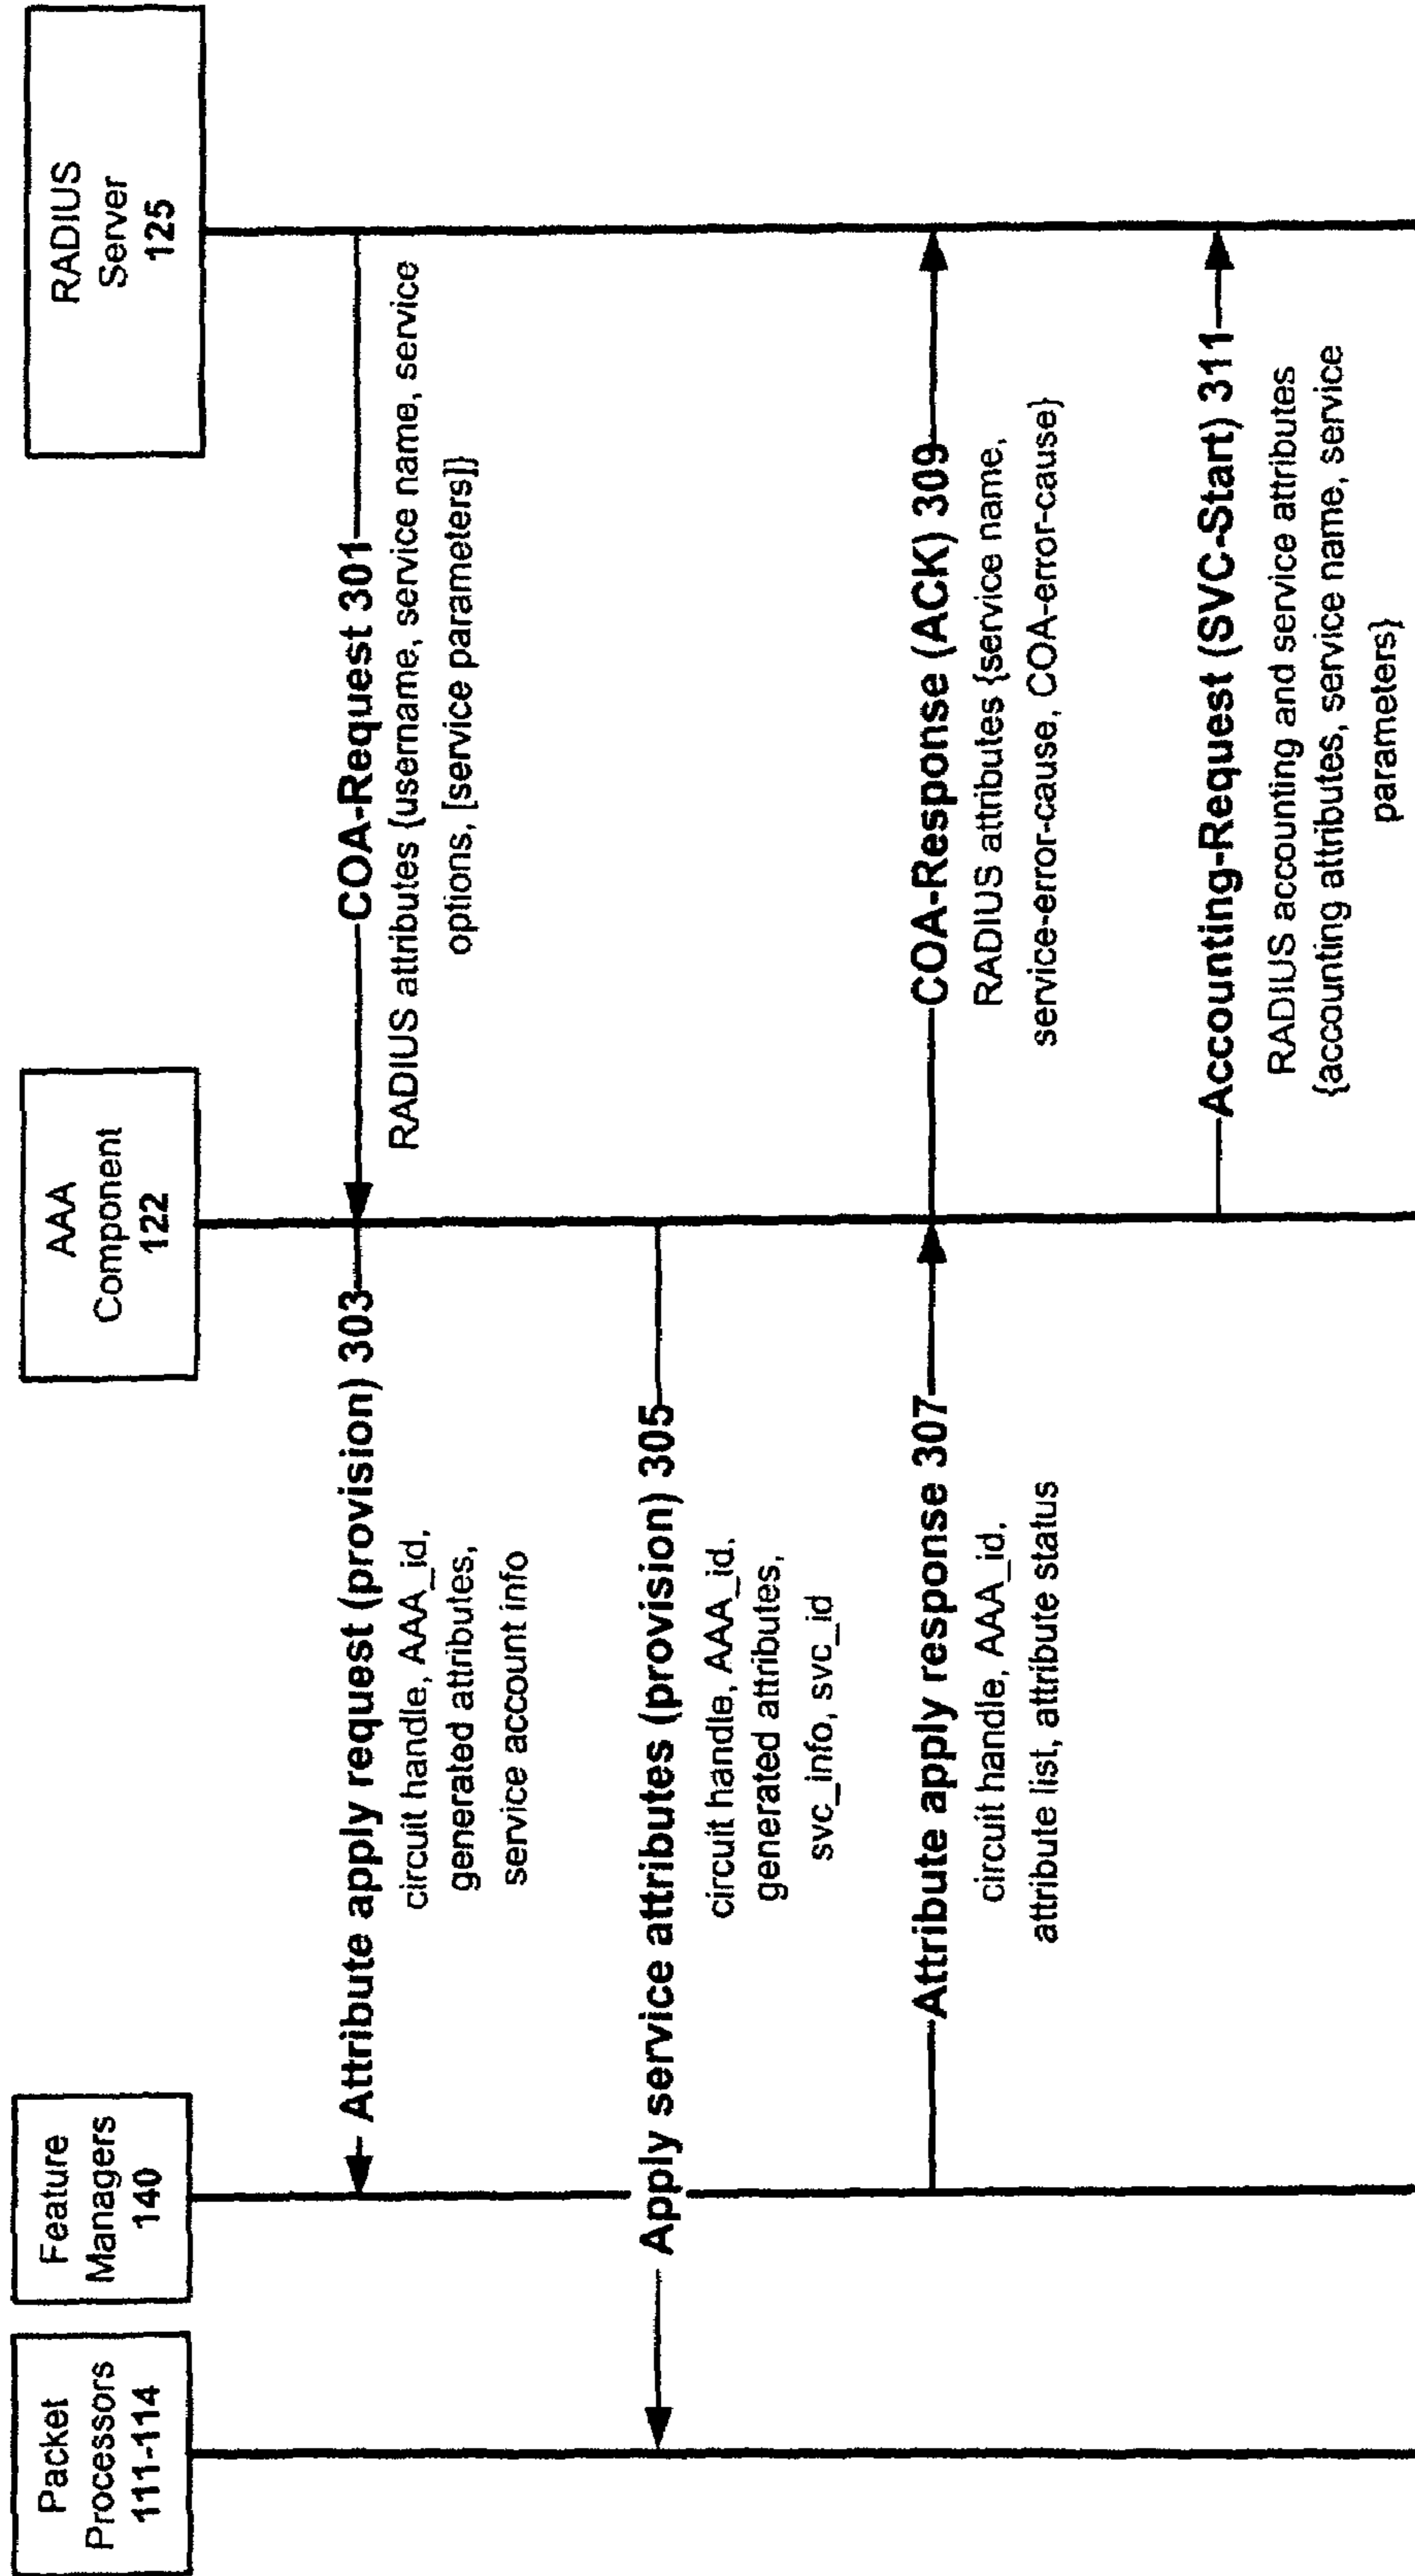 Packet
Processors
111-114
Feature
Managers
140
AAA
Component
122
RADIUS
Server
125
COA-Request 301
RADIUS attributes {username, service name, service
options, [service parameters]}
Attribute apply request (provision) 303
circuit handle, AAA_id,
generated attributes,
service account info
Apply service attributes (provision) 305
circuit handle, AAA_id,
generated attributes,
svc_info, svc_id
Attribute apply response 307
circuit handle, AAA_id,
attribute list, attribute status
COA-Response (ACK) 309
RADIUS attributes {service name,
service-error-cause, COA-error-cause}
Accounting-Request (SVC-Start) 311
RADIUS accounting and service attributes
{accounting attributes, service name, service
parameters}